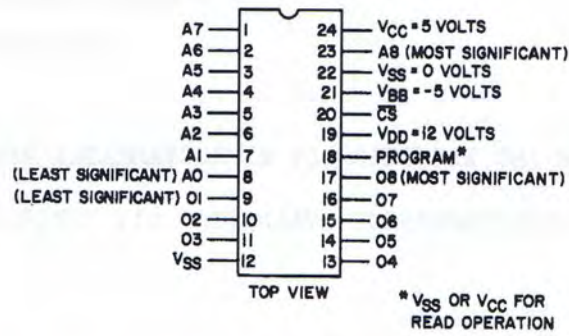 A7 1 24 VCC = 5 VOLTS
A6 2 23 A8 (MOST SIGNIFICANT)
A5 3 22 VSS = 0 VOLTS
A4 4 21 VBB = -5 VOLTS
A3 5 20 C̅S̅
A2 6 19 VDD = 12 VOLTS
A1 7 18 PROGRAM*
(LEAST SIGNIFICANT) A0 8 17 O8 (MOST SIGNIFICANT)
(LEAST SIGNIFICANT) O1 9 16 O7
O2 10 15 O6
O3 11 14 O5
VSS 12 13 O4
TOP VIEW
* VSS OR VCC FOR
READ OPERATION